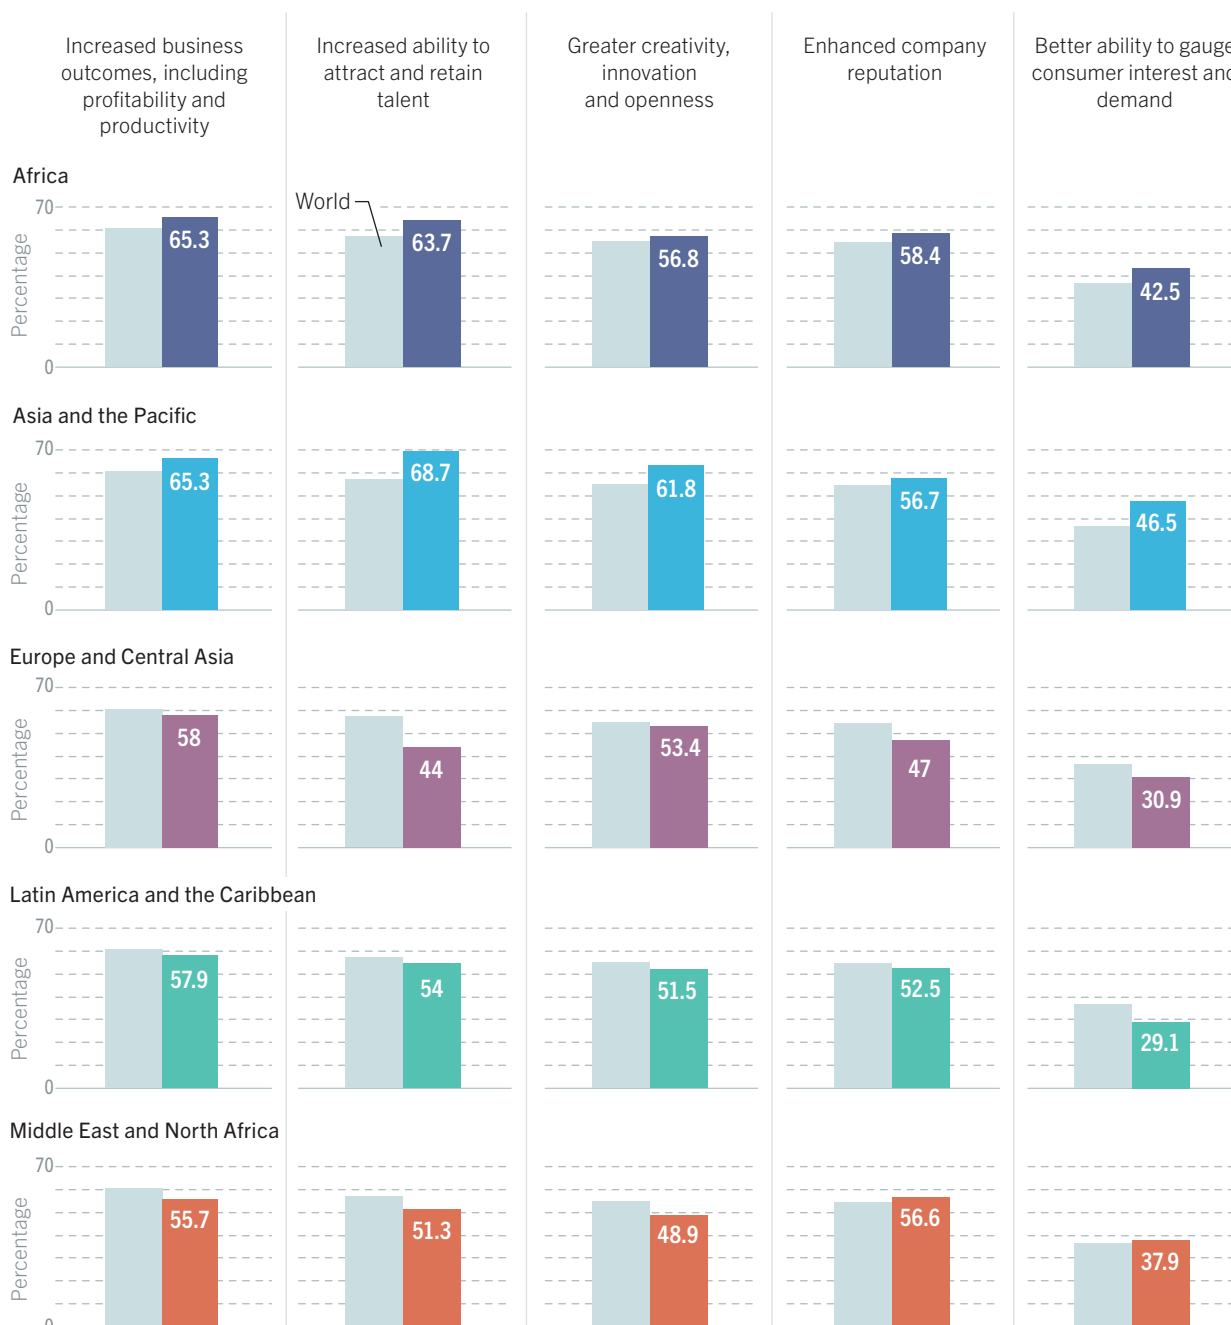 Increased business
outcomes, including
profitability and
productivity
Increased ability to
attract and retain
talent
Greater creativity,
innovation
and openness
Enhanced company
reputation
Better ability to gauge
consumer interest and
demand
Africa
70
Percentage
0
World
65.3
63.7
56.8
58.4
42.5
Asia and the Pacific
70
Percentage
0
65.3
68.7
61.8
56.7
46.5
Europe and Central Asia
70
Percentage
0
58
44
53.4
47
30.9
Latin America and the Caribbean
70
Percentage
0
57.9
54
51.5
52.5
29.1
Middle East and North Africa
70
Percentage
0
55.7
51.3
48.9
56.6
37.9